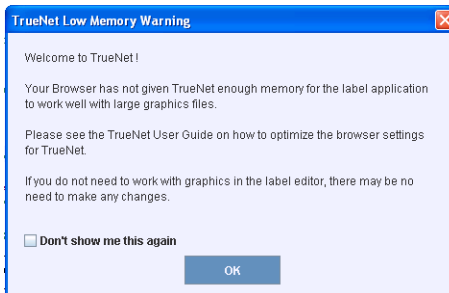 TrueNet Low Memory Warning
Welcome to TrueNet !
Your Browser has not given TrueNet enough memory for the label application
to work well with large graphics files.
Please see the TrueNet User Guide on how to optimize the browser settings
for TrueNet.
If you do not need to work with graphics in the label editor, there may be no
need to make any changes.
Don't show me this again
OK